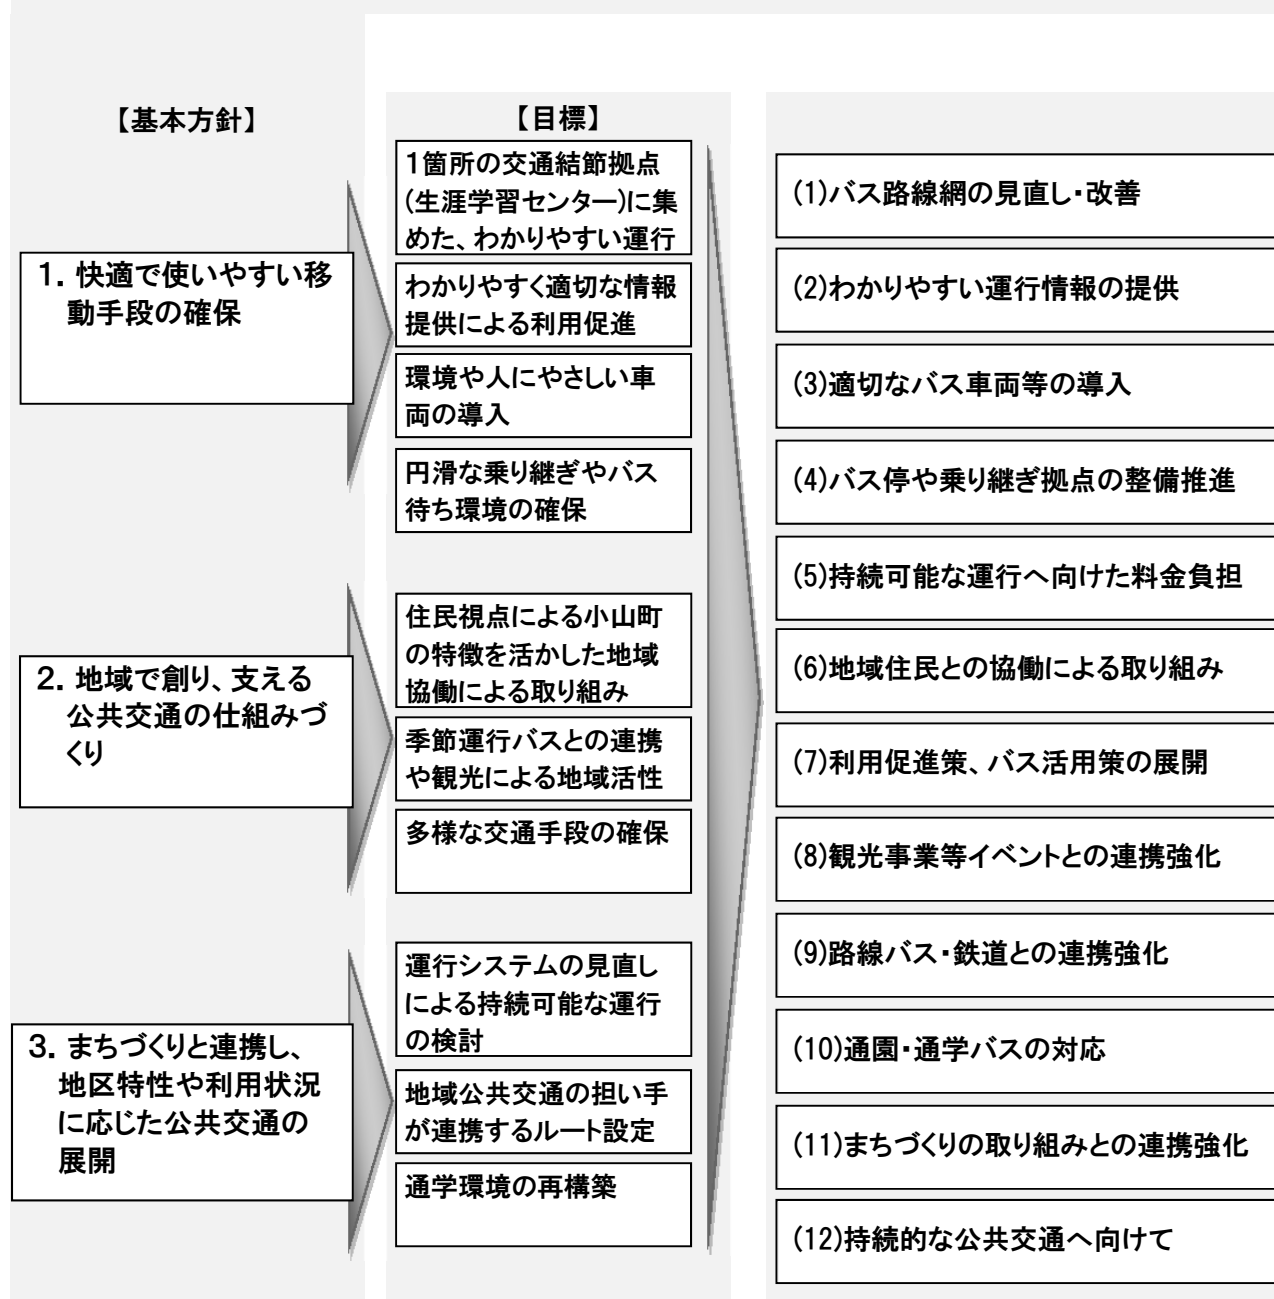 【基本方針】
1. 快適で使いやすい移
動手段の確保
2. 地域で創り、支える
公共交通の仕組みづ
くり
3. まちづくりと連携し、
地区特性や利用状況
に応じた公共交通の
展開
【目標】
1箇所の交通結節拠点
(生涯学習センター)に集
めた、わかりやすい運行
わかりやすく適切な情報
提供による利用促進
環境や人にやさしい車
両の導入
円滑な乗り継ぎやバス
待ち環境の確保
住民視点による小山町
の特徴を活かした地域
協働による取り組み
季節運行バスとの連携
や観光による地域活性
多様な交通手段の確保
運行システムの見直し
による持続可能な運行
の検討
地域公共交通の担い手
が連携するルート設定
通学環境の再構築
(1)バス路線網の見直し・改善
(2)わかりやすい運行情報の提供
(3)適切なバス車両等の導入
(4)バス停や乗り継ぎ拠点の整備推進
(5)持続可能な運行へ向けた料金負担
(6)地域住民との協働による取り組み
(7)利用促進策、バス活用策の展開
(8)観光事業等イベントとの連携強化
(9)路線バス・鉄道との連携強化
(10)通園・通学バスの対応
(11)まちづくりの取り組みとの連携強化
(12)持続的な公共交通へ向けて